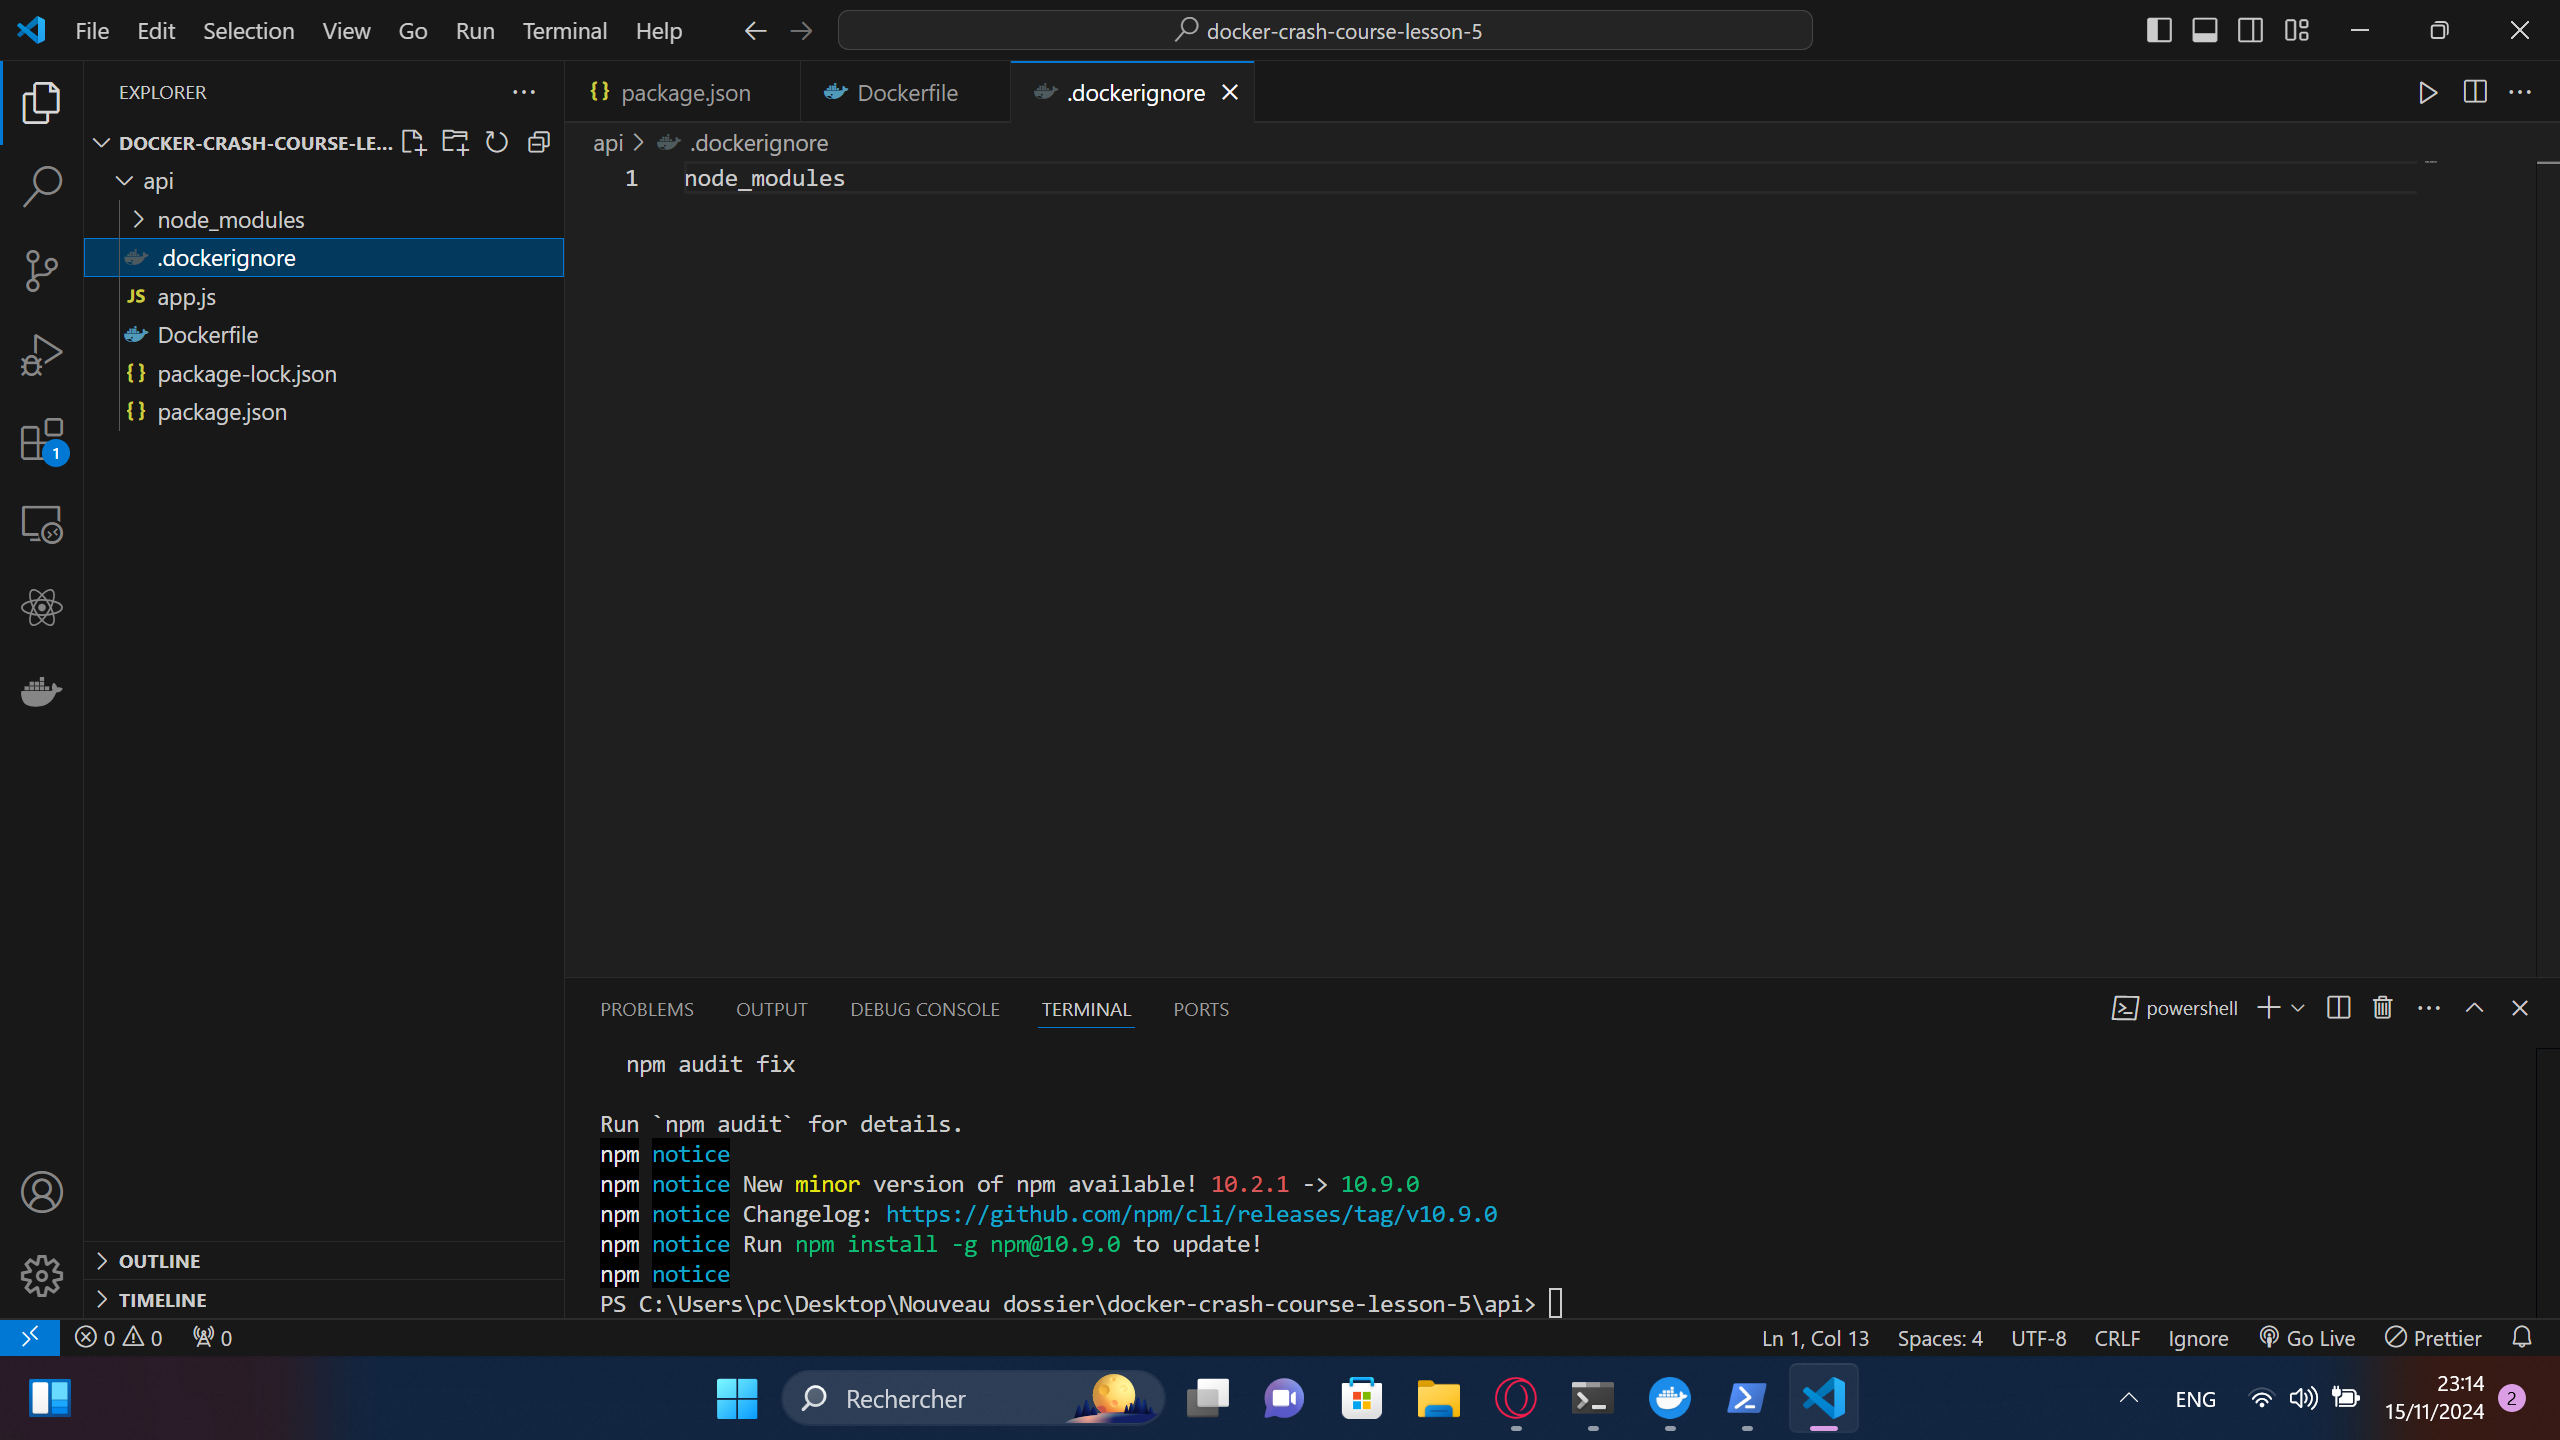 File Edit Selection View Go Run Terminal Help
docker-crash-course-lesson-5
EXPLORER
DOCKER-CRASH-COURSE-LE...
api
node_modules
.dockerignore
JS app.js
Dockerfile
{} package-lock.json
{} package.json
1
OUTLINE
TIMELINE
{} package.json
Dockerfile
.dockerignore
api > .dockerignore
1 node_modules
PROBLEMS OUTPUT DEBUG CONSOLE TERMINAL PORTS
powershell
npm audit fix
Run `npm audit` for details.
npm notice
npm notice New minor version of npm available! 10.2.1 -> 10.9.0
npm notice Changelog: https://github.com/npm/cli/releases/tag/v10.9.0
npm notice Run npm install -g npm@10.9.0 to update!
npm notice
PS C:\Users\pc\Desktop\Nouveau dossier\docker-crash-course-lesson-5\api>
0 0 0
Ln 1, Col 13 Spaces: 4 UTF-8 CRLF Ignore Go Live Prettier
Rechercher
ENG
23:14
15/11/2024
2